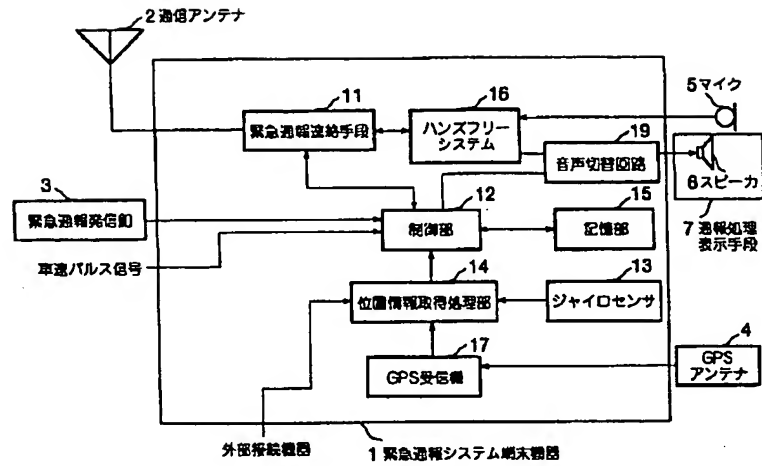 2 通信アンテナ
11
緊急通報連絡手段
16
ハンズフリー
システム
5 マイク
19
音声切替回路
6 スピーカ
7 通報処理
表示手段
3
緊急通報発信釦
車速パルス信号
12
制御部
15
記憶部
14
位置情報取得処理部
13
ジャイロセンサ
17
GPS受信機
4
GPS
アンテナ
外部接続機器
1 緊急通報システム端末機器